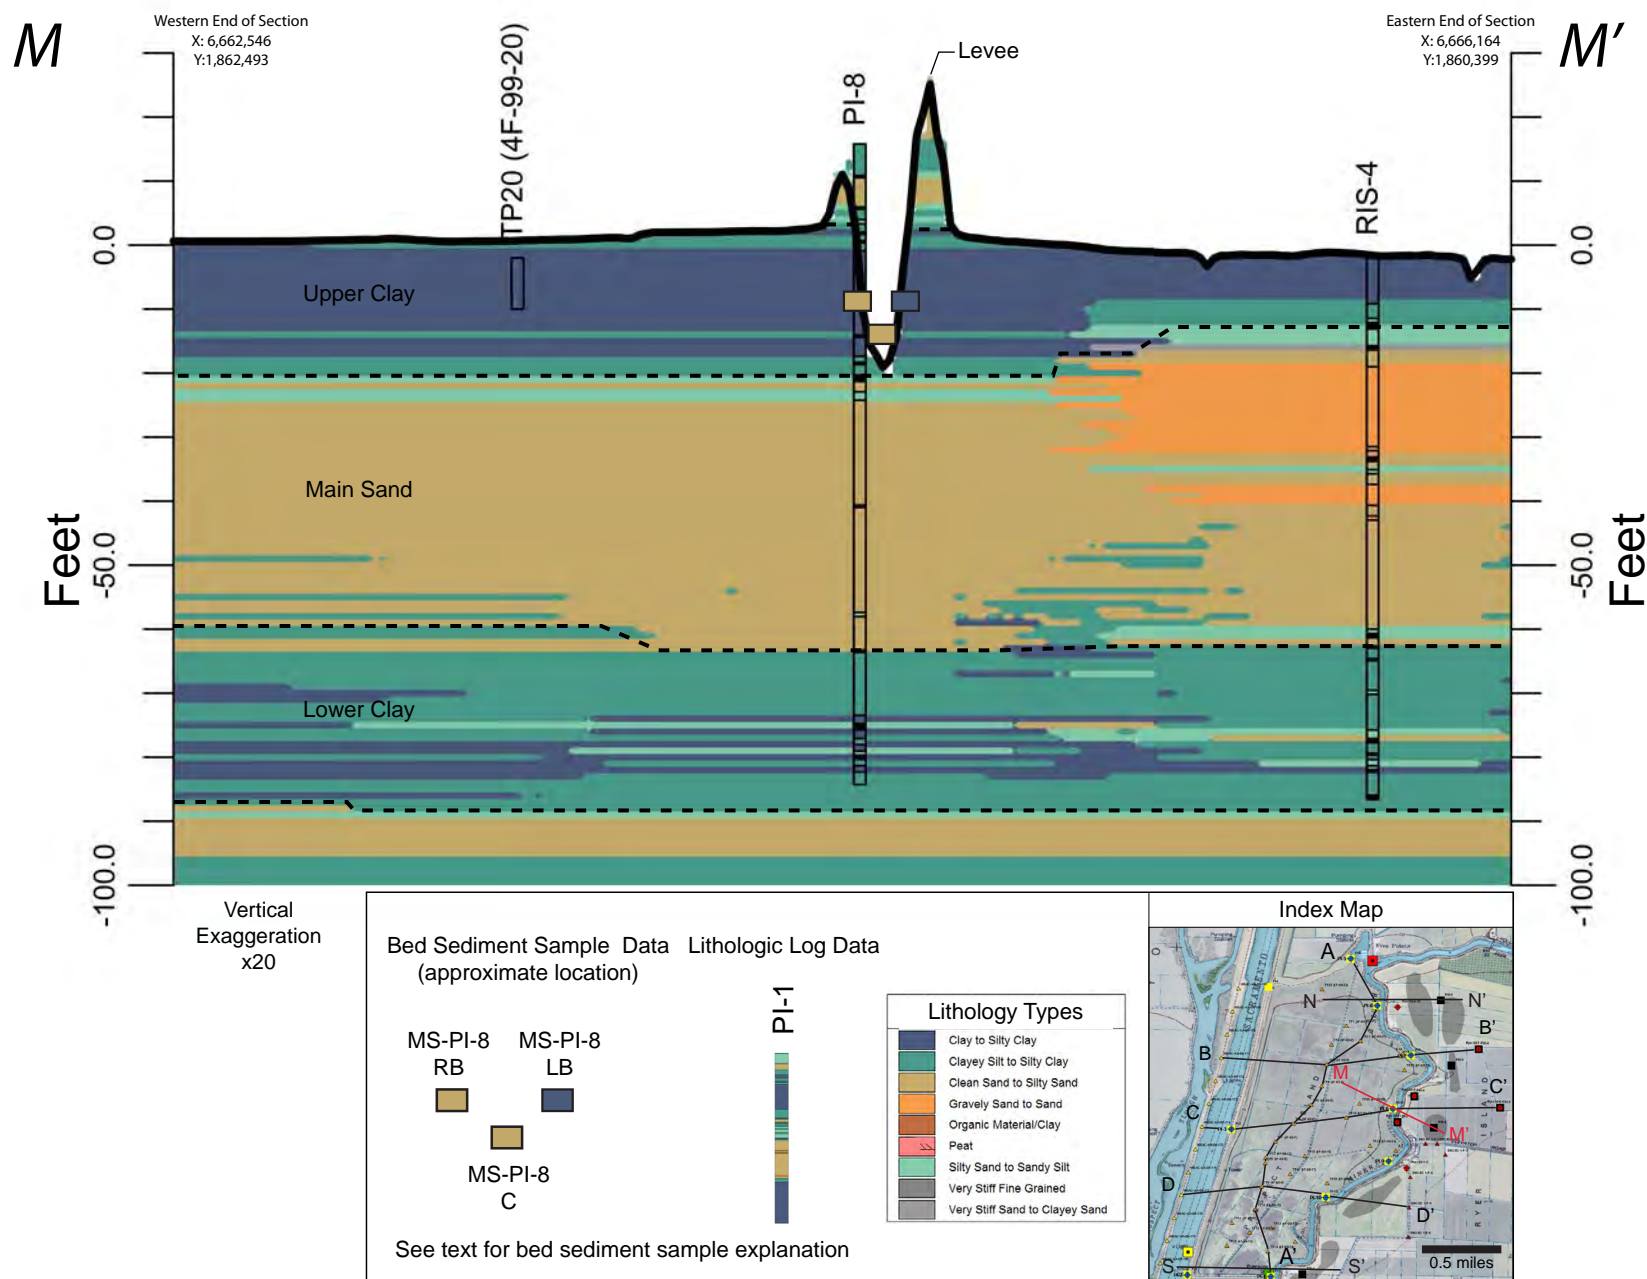 M
Western End of Section
X: 6,662,546
Y:1,862,493
Eastern End of Section
X: 6,666,164
Y:1,860,399
M'
TP20 (4F-99-20)
PI-8
Levee
RIS-4
0.0
0.0
Upper Clay
Main Sand
Feet
-50.0
-50.0
Feet
Lower Clay
-100.0
-100.0
Vertical
Exaggeration
x20
Bed Sediment Sample Data
(approximate location)
Lithologic Log Data
MS-PI-8
RB
MS-PI-8
LB
MS-PI-8
C
PI-1
See text for bed sediment sample explanation
Lithology Types
Clay to Silty Clay
Clayey Silt to Silty Clay
Clean Sand to Silty Sand
Gravely Sand to Sand
Organic Material/Clay
Peat
Silty Sand to Sandy Silt
Very Stiff Fine Grained
Very Stiff Sand to Clayey Sand
Index Map
A
SACRAMENTO
N
N'
B
B'
M
C
C'
M'
D
D'
RYER
ISLAND
A'
S
S'
0.5 miles